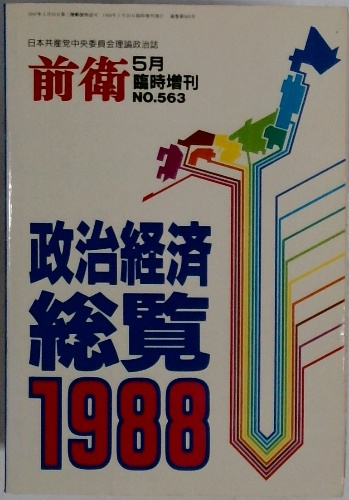 日本共産党中央委員会理論政治誌
前衛
5月
臨時増刊
NO.563
政治経済
総覧
1988